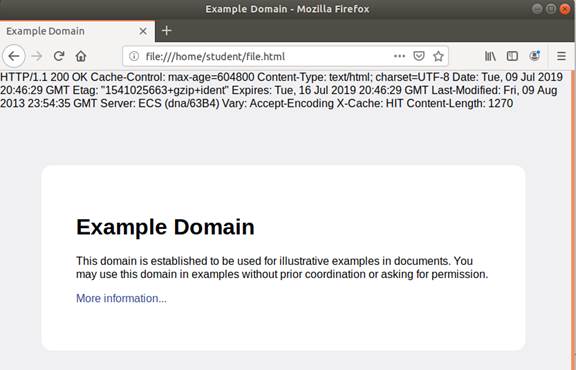 Example Domain - Mozilla Firefox
Example Domain
file:///home/student/file.html
HTTP/1.1 200 OK Cache-Control: max-age=604800 Content-Type: text/html; charset=UTF-8 Date: Tue, 09 Jul 2019
20:46:29 GMT Etag: "1541025663+gzip+ident" Expires: Tue, 16 Jul 2019 20:46:29 GMT Last-Modified: Fri, 09 Aug
2013 23:54:35 GMT Server: ECS (dna/63B4) Vary: Accept-Encoding X-Cache: HIT Content-Length: 1270
Example Domain
This domain is established to be used for illustrative examples in documents. You
may use this domain in examples without prior coordination or asking for permission.
More information...